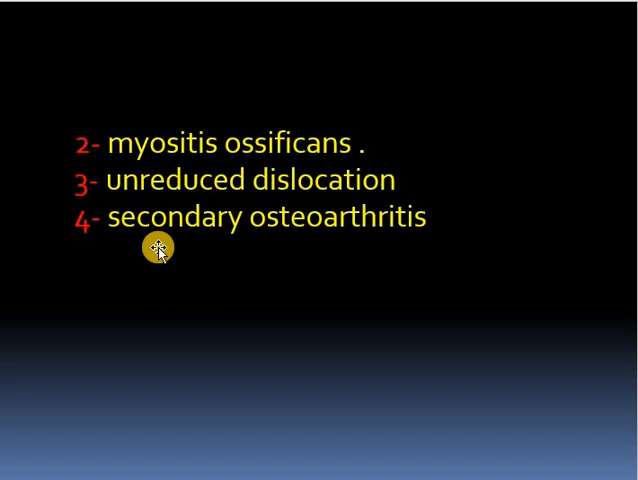 2- myositis ossificans .
3- unreduced dislocation
4- secondary osteoarthritis